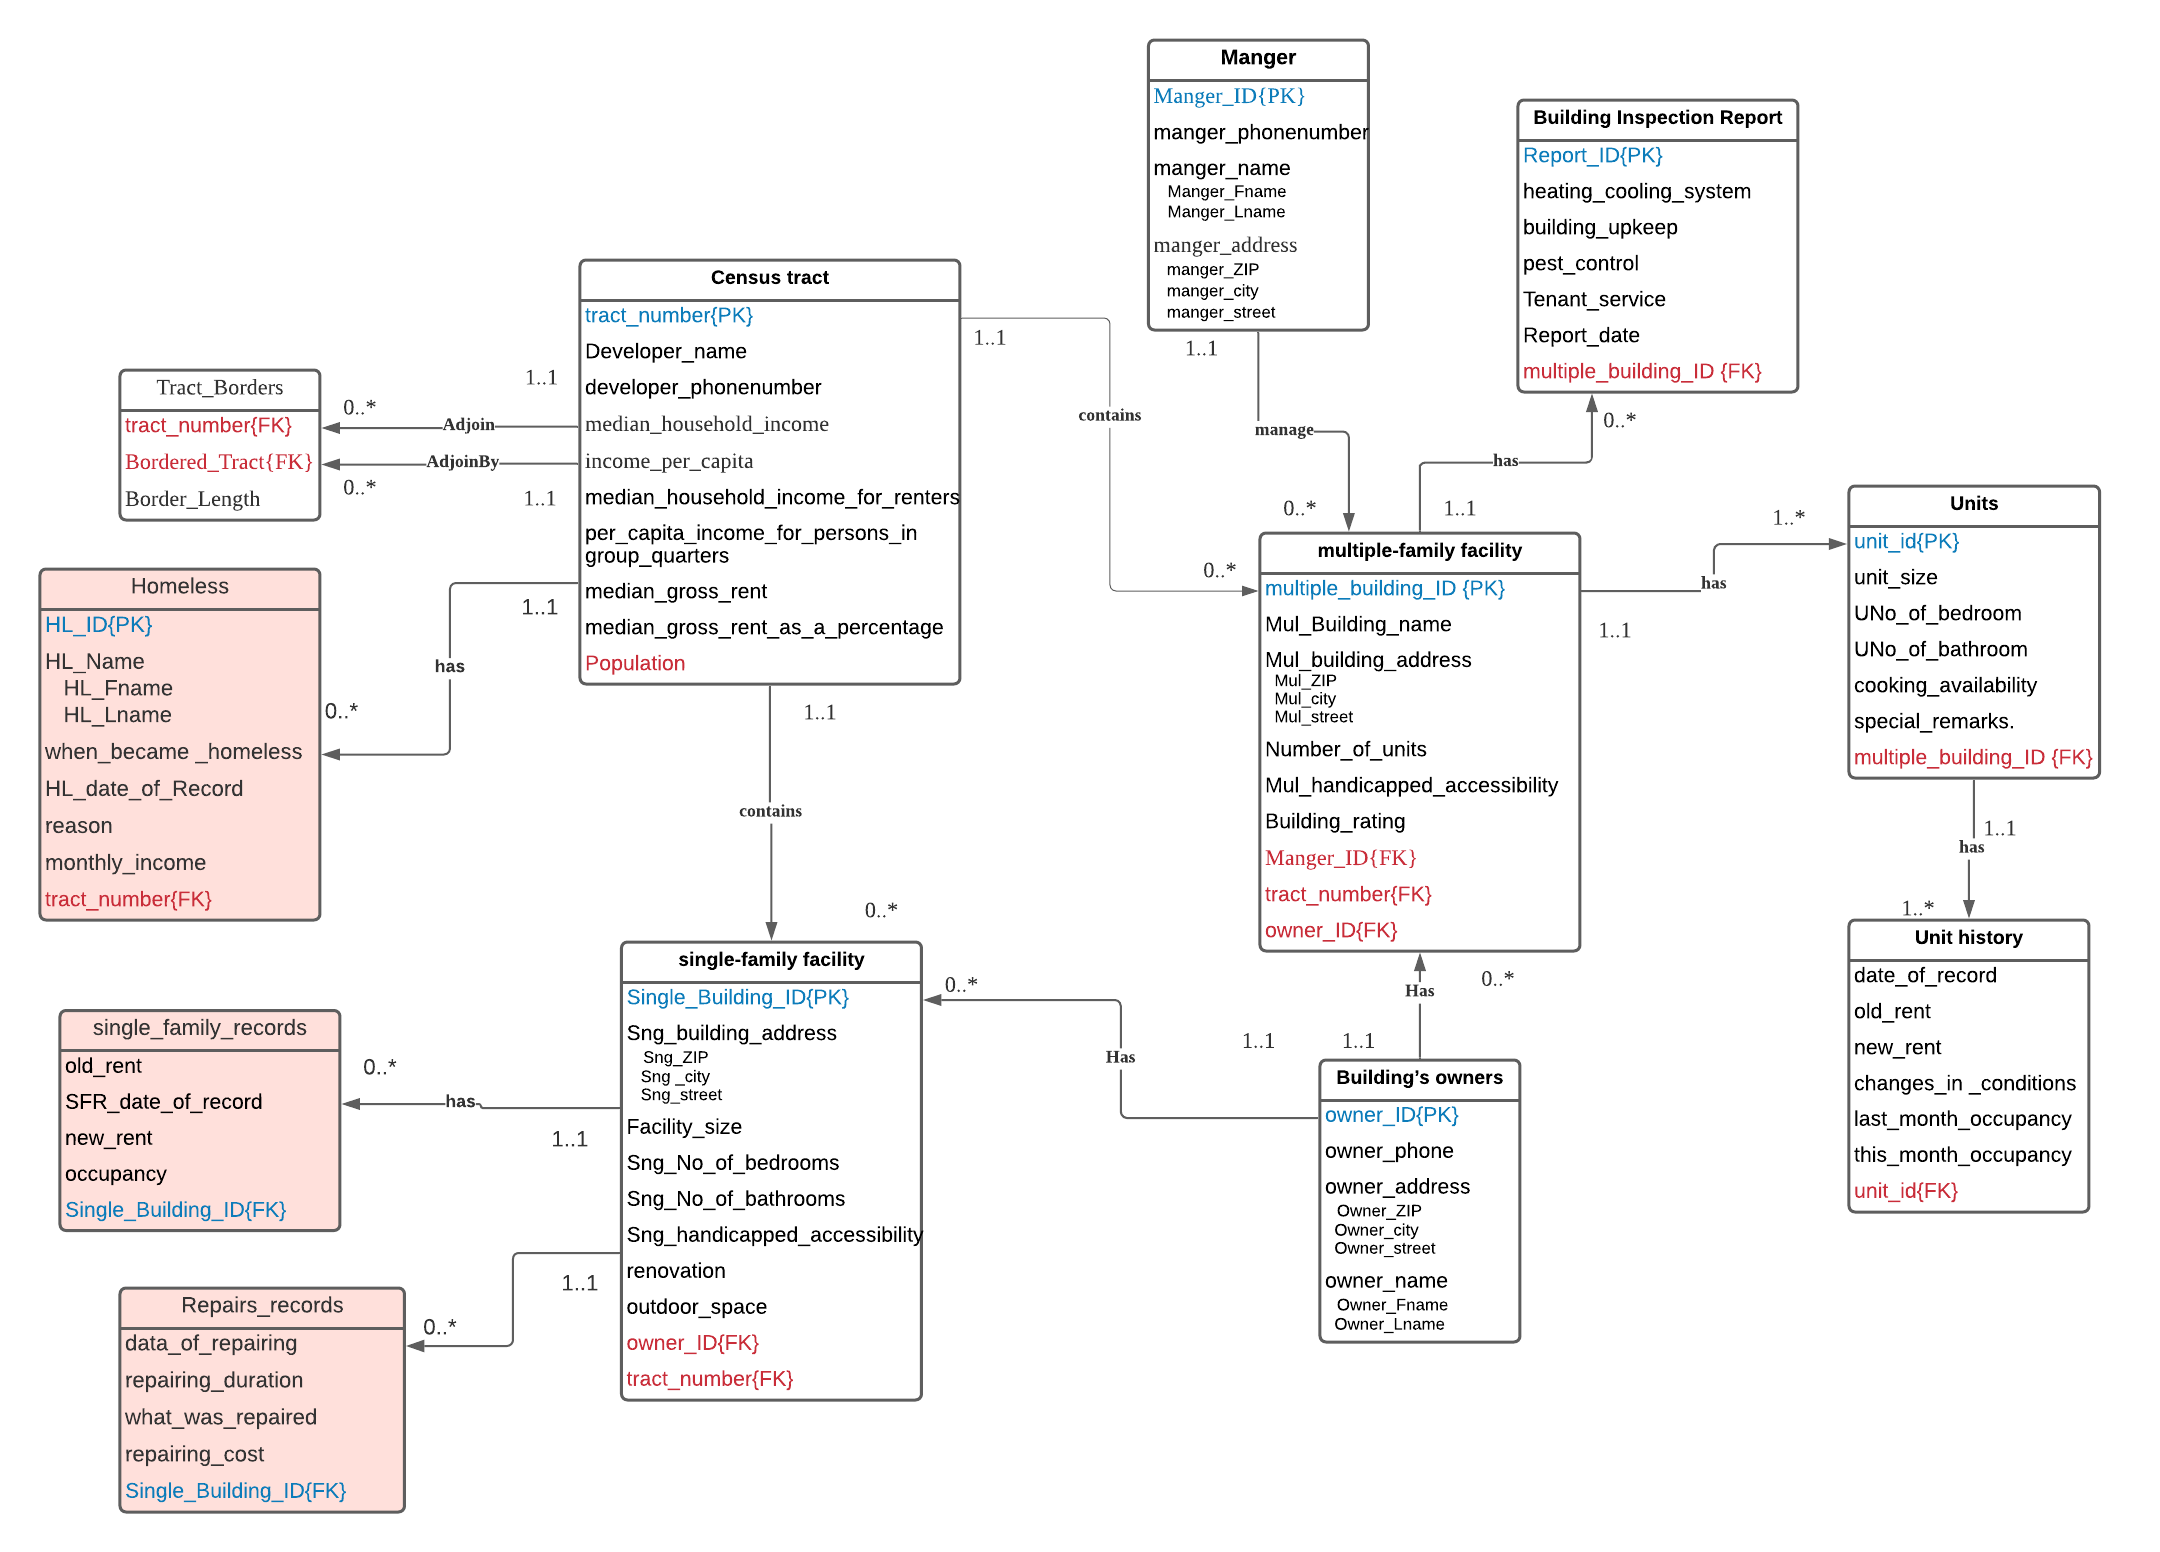 Manger
Manger_ID{PK}
manger_phonenumber
manger_name
Manger_Fname
Manger_Lname
manger_address
manger_ZIP
manger_city
manger_street
1..1
manage
0..*
Building Inspection Report
Report_ID{PK}
heating_cooling_system
building_upkeep
pest_control
Tenant_service
Report_date
multiple_building_ID {FK}
0..*
has
1..1
Census tract
tract_number{PK}
Developer_name
developer_phonenumber
median_household_income
income_per_capita
median_household_income_for_renters
per_capita_income_for_persons_in
group_quarters
median_gross_rent
median_gross_rent_as_a_percentage
Population
1..1
contains
0..*
Tract_Borders
tract_number{FK}
Bordered_Tract{FK}
Border_Length
1..1
0..*
Adjoin
AdjoinBy
0..*
1..1
Homeless
HL_ID{PK}
HL_Name
HL_Fname
HL_Lname
when_became _homeless
HL_date_of_Record
reason
monthly_income
tract_number{FK}
1..1
has
0..*
1..1
contains
0..*
multiple-family facility
multiple_building_ID {PK}
Mul_Building_name
Mul_building_address
Mul_ZIP
Mul_city
Mul_street
Number_of_units
Mul_handicapped_accessibility
Building_rating
Manger_ID{FK}
tract_number{FK}
owner_ID{FK}
1..*
has
1..1
Units
unit_id{PK}
unit_size
UNo_of_bedroom
UNo_of_bathroom
cooking_availability
special_remarks.
multiple_building_ID {FK}
1..1
has
1..*
Unit history
date_of_record
old_rent
new_rent
changes_in _conditions
last_month_occupancy
this_month_occupancy
unit_id{FK}
single-family facility
Single_Building_ID{PK}
Sng_building_address
Sng_ZIP
Sng _city
Sng_street
Facility_size
Sng_No_of_bedrooms
Sng_No_of_bathrooms
Sng_handicapped_accessibility
renovation
outdoor_space
owner_ID{FK}
tract_number{FK}
0..*
Has
1..1
0..*
Has
1..1
Building’s owners
owner_ID{PK}
owner_phone
owner_address
Owner_ZIP
Owner_city
Owner_street
owner_name
Owner_Fname
Owner_Lname
single_family_records
old_rent
SFR_date_of_record
new_rent
occupancy
Single_Building_ID{FK}
0..*
has
1..1
Repairs_records
data_of_repairing
repairing_duration
what_was_repaired
repairing_cost
Single_Building_ID{FK}
1..1
0..*